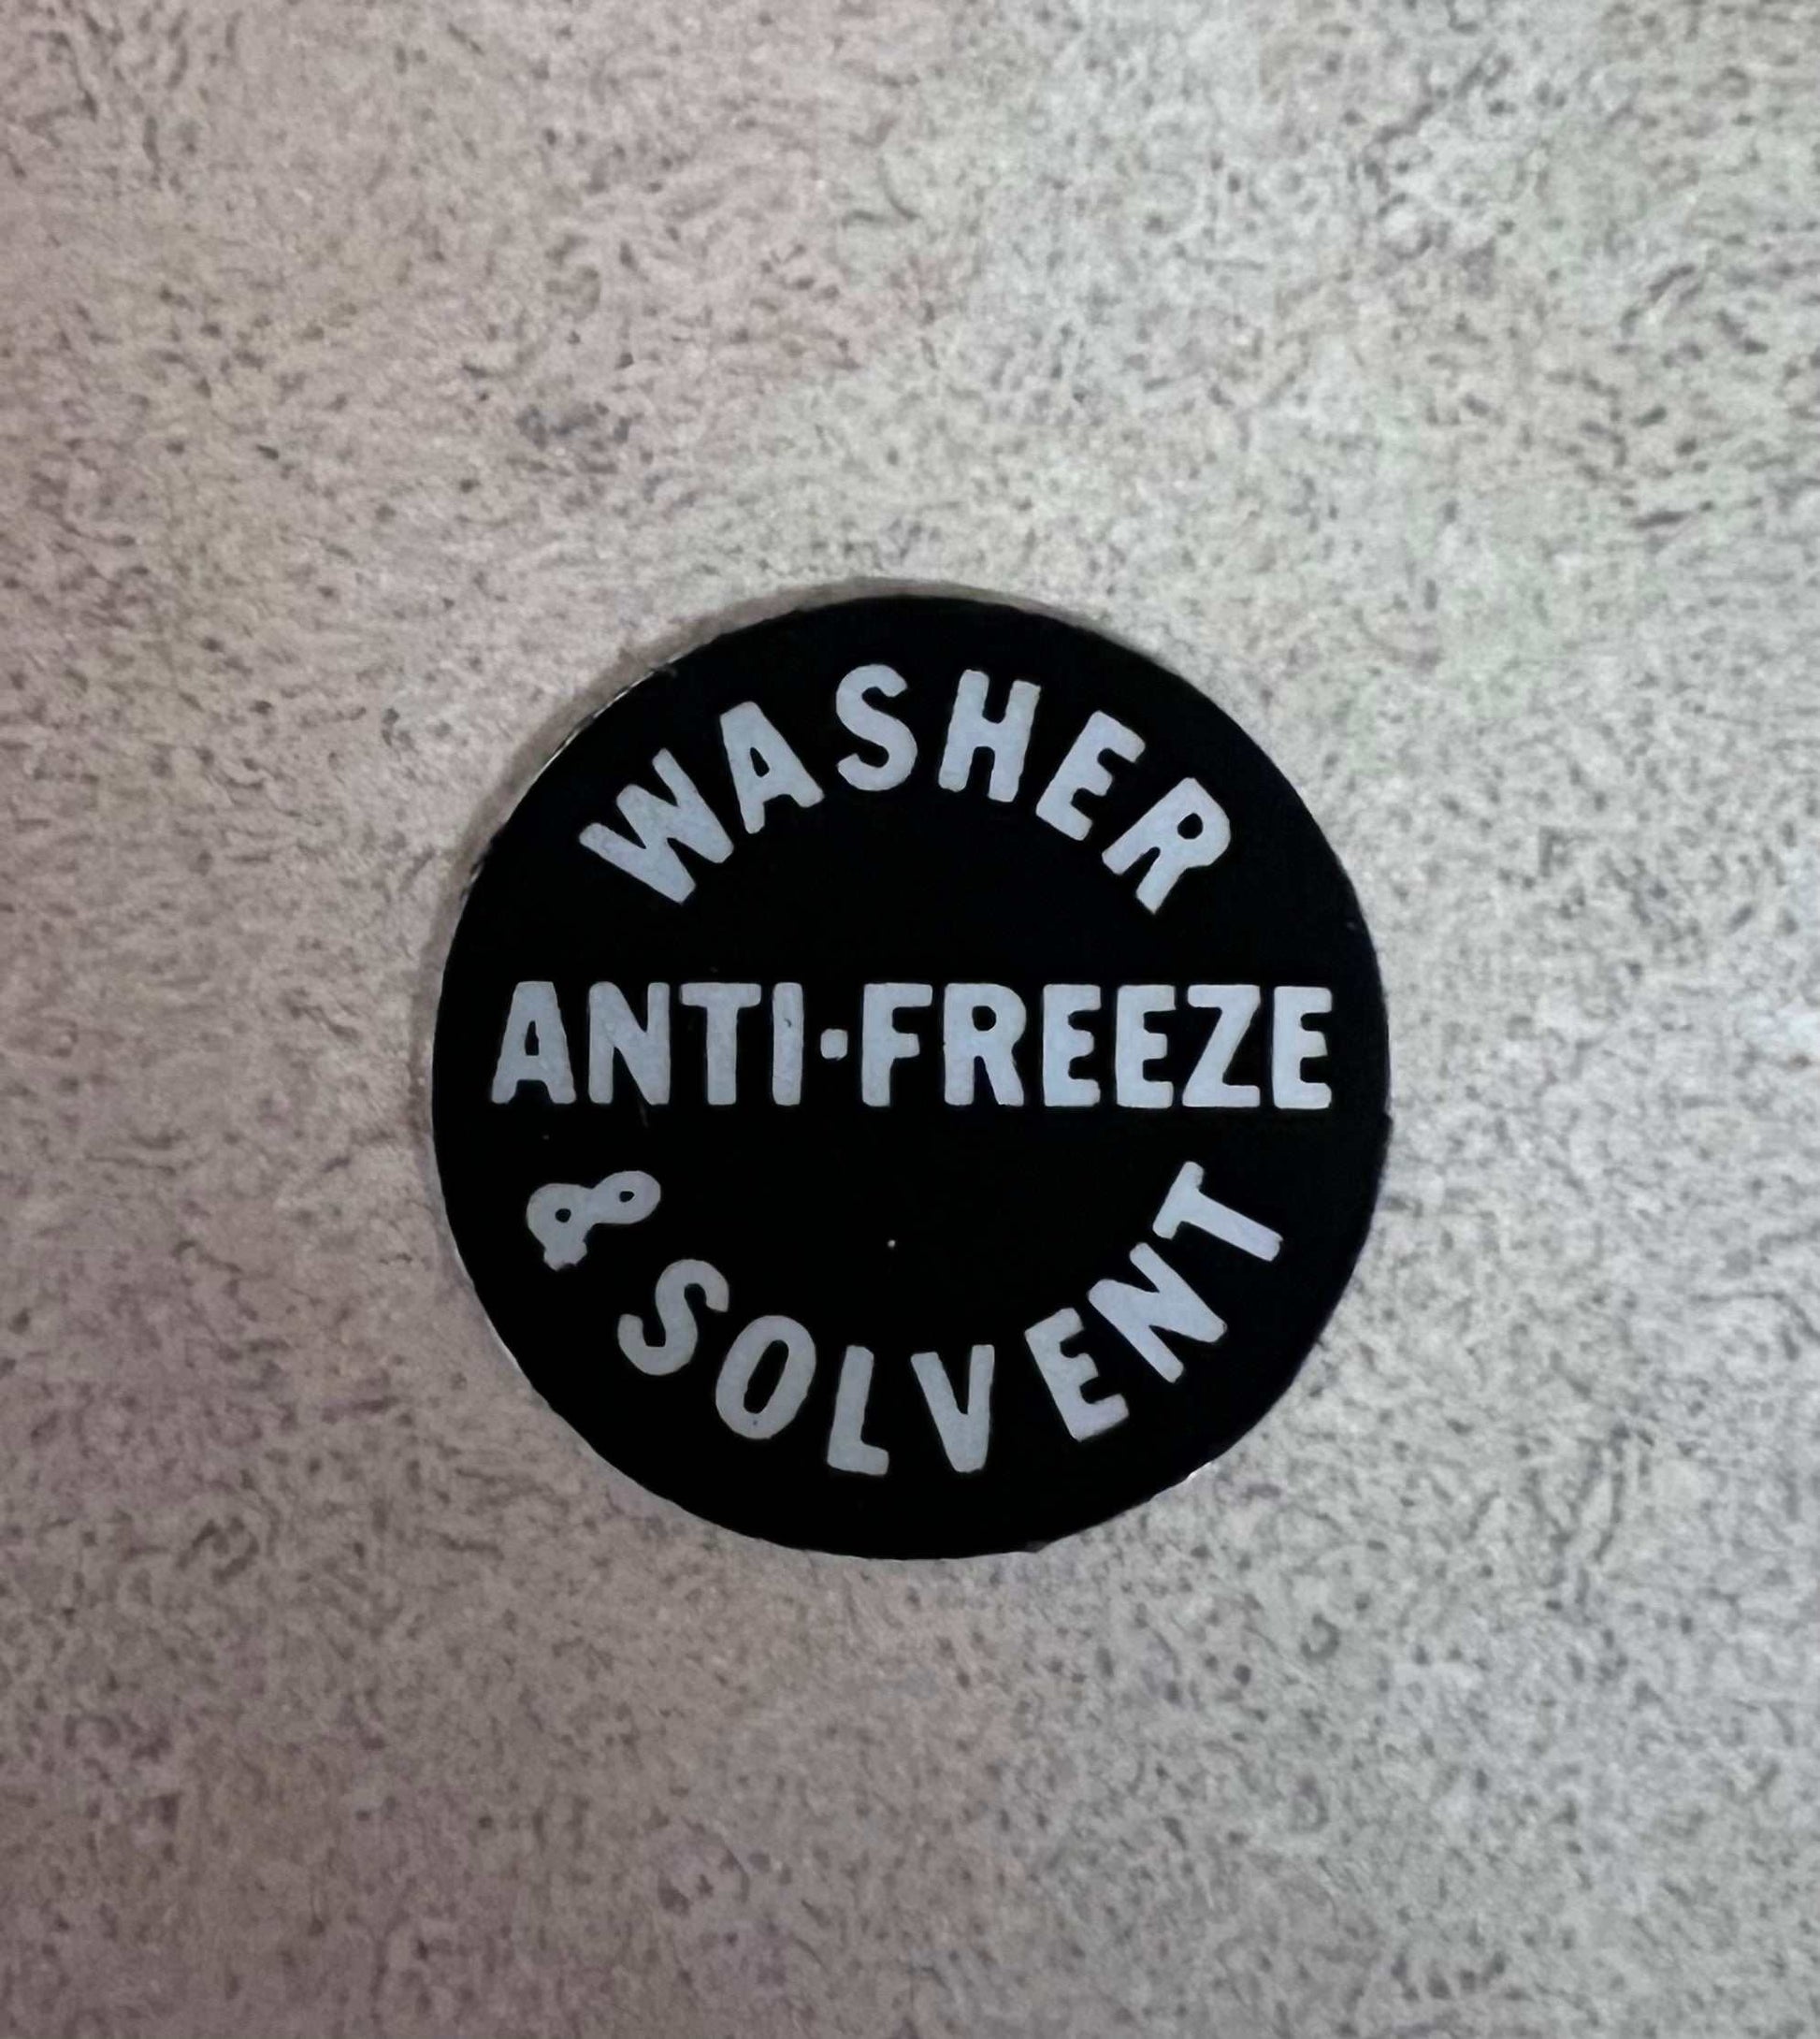 WASHER
ANTI-FREEZE
& SOLVENT